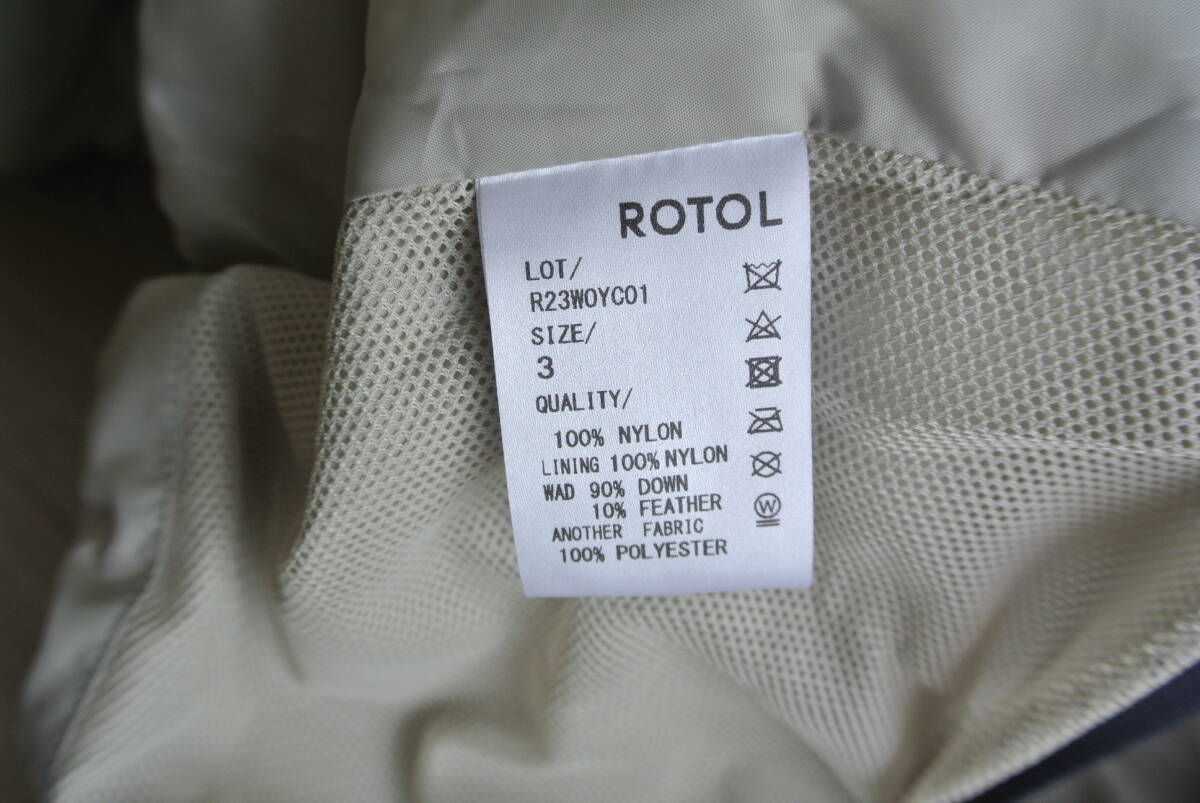 ROTOL
LOT/
R23WOYC01
SIZE/
3
QUALITY/
100% NYLON
LINING 100% NYLON
WAD 90% DOWN
10% FEATHER
ANOTHER FABRIC
100% POLYESTER
W